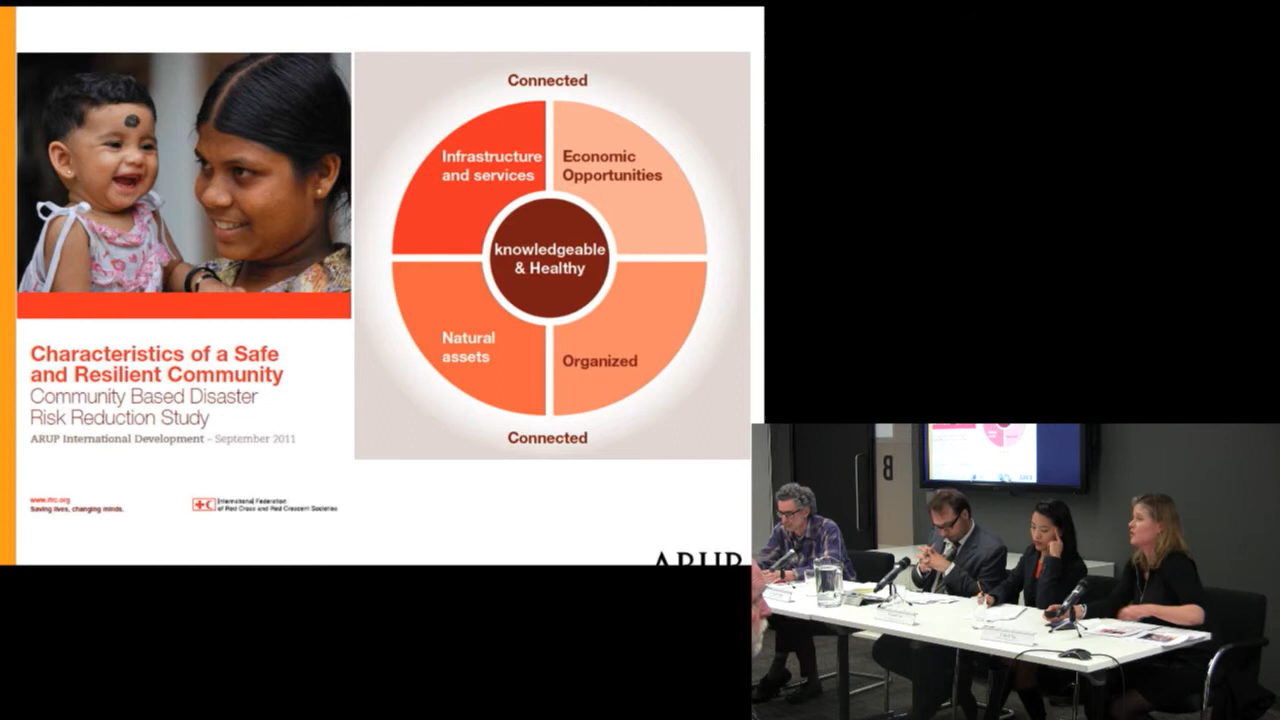 Connected
Infrastructure
and services
Economic
Opportunities
knowledgeable
& Healthy
Natural
assets
Organized
Connected
Characteristics of a Safe
and Resilient Community
Community Based Disaster
Risk Reduction Study
ARUP International Development – September 2011
www.ifrc.org
Saving lives, changing minds.
International Federation
of Red Cross and Red Crescent Societies
ARUP
B